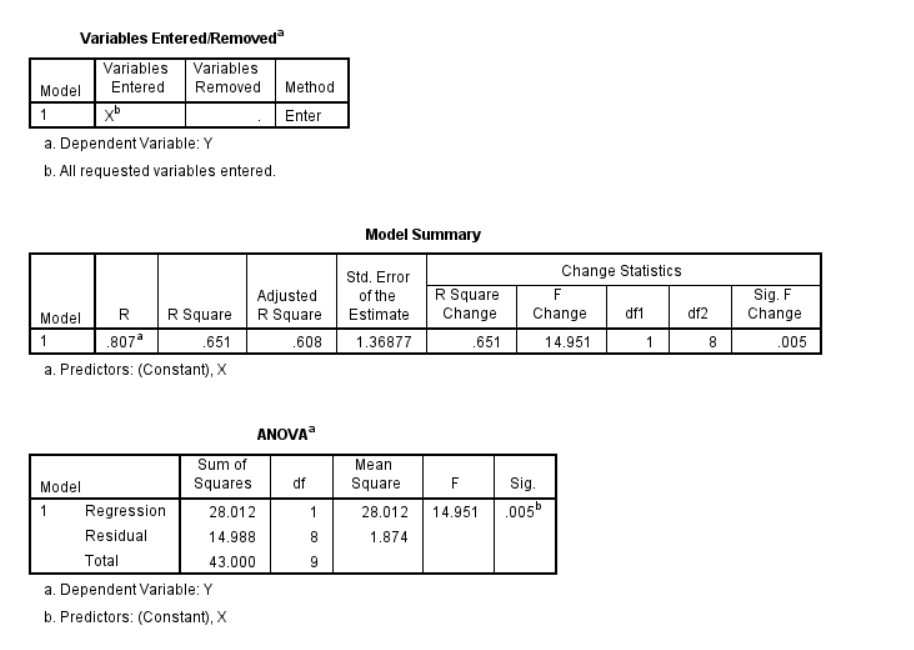 Variables Entered/Removedᵃ
Model Variables Entered Variables Removed Method
1 Xᵇ . Enter
a. Dependent Variable: Y
b. All requested variables entered.
Model Summary
Model R R Square Adjusted R Square Std. Error of the Estimate Change Statistics
R Square Change F Change df1 df2 Sig. F Change
1 .807ᵃ .651 .608 1.36877 .651 14.951 1 8 .005
a. Predictors: (Constant), X
ANOVAᵃ
Model Sum of Squares df Mean Square F Sig.
1 Regression 28.012 1 28.012 14.951 .005ᵇ
Residual 14.988 8 1.874
Total 43.000 9
a. Dependent Variable: Y
b. Predictors: (Constant), X